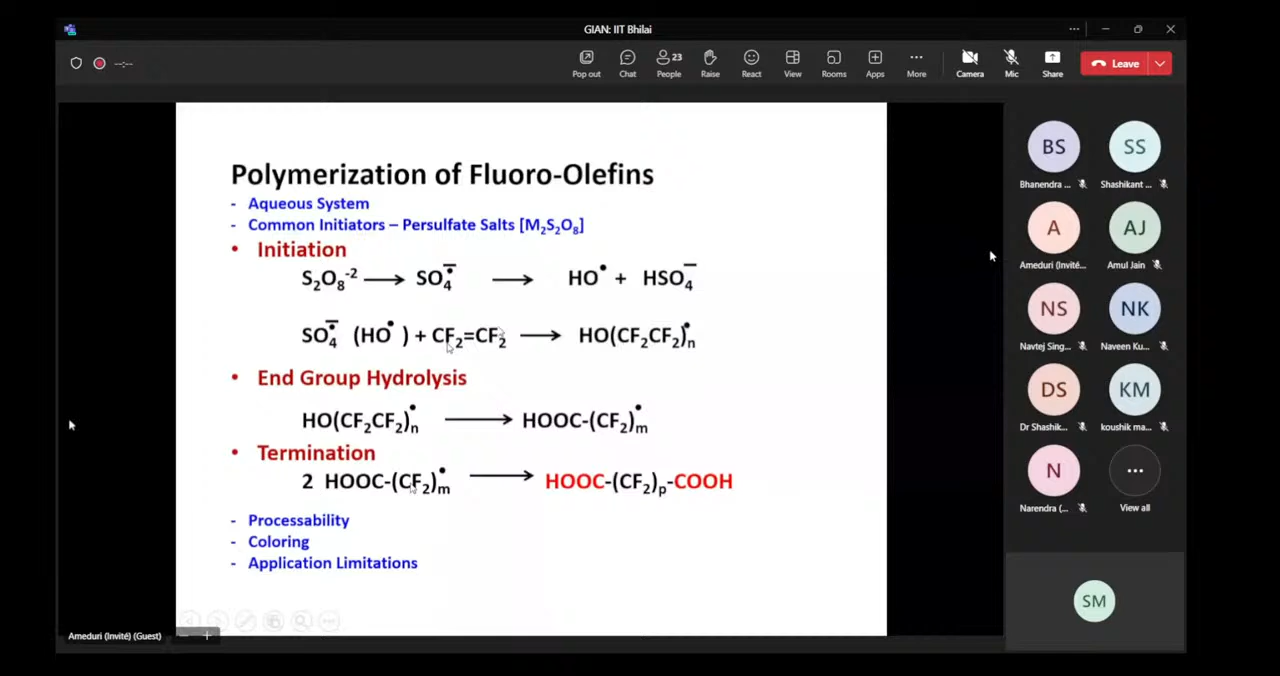 GIAN: IIT Bhilai
--:--
Pop out Chat 23 People Raise React View Rooms Apps More Camera Mic Share Leave
Polymerization of Fluoro-Olefins
- Aqueous System
- Common Initiators – Persulfate Salts [M₂S₂O₈]
• Initiation
S₂O₈⁻² → SO₄•̅ → HO• + HSO₄̅
SO₄•̅ (HO•) + CF₂=CF₂ → HO(CF₂CF₂)ₙ•
• End Group Hydrolysis
HO(CF₂CF₂)ₙ• → HOOC-(CF₂)ₘ•
• Termination
2 HOOC-(CF₂)ₘ• → HOOC-(CF₂)ₚ-COOH
- Processability
- Coloring
- Application Limitations
Ameduri (Invité) (Guest)
BS SS
Bhanendra ... Shashikant ...
A AJ
Ameduri (Invité... Amul Jain
NS NK
Navtej Sing... Naveen Ku...
DS KM
Dr Shashik... koushik ma...
N ...
Narendra (... View all
SM